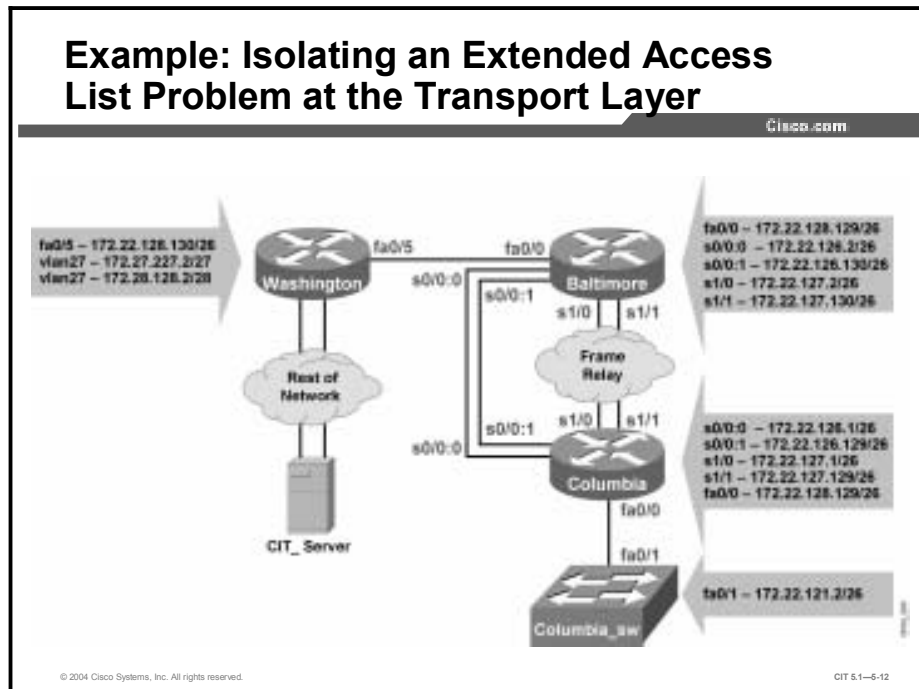 Example: Isolating an Extended Access
List Problem at the Transport Layer
Cisco.com
fa0/5 – 172.22.128.130/26
vlan27 – 172.27.227.2/27
vlan27 – 172.28.128.2/28
fa0/5
fa0/0
Washington
Baltimore
fa0/0 – 172.22.128.129/26
s0/0:0 – 172.22.126.2/26
s0/0:1 – 172.22.126.130/26
s1/0 – 172.22.127.2/26
s1/1 – 172.22.127.130/26
s0/0:0
s0/0:1
s1/0
s1/1
Rest of
Network
Frame
Relay
s1/0
s1/1
s0/0:1
s0/0:0
Columbia
s0/0:0 – 172.22.126.1/26
s0/0:1 – 172.22.126.129/26
s1/0 – 172.22.127.1/26
s1/1 – 172.22.127.129/26
fa0/0 – 172.22.128.129/26
CIT_ Server
fa0/0
fa0/1
Columbia_sw
fa0/1 – 172.22.121.2/26
© 2004 Cisco Systems, Inc. All rights reserved.
CIT 5.1—5-12